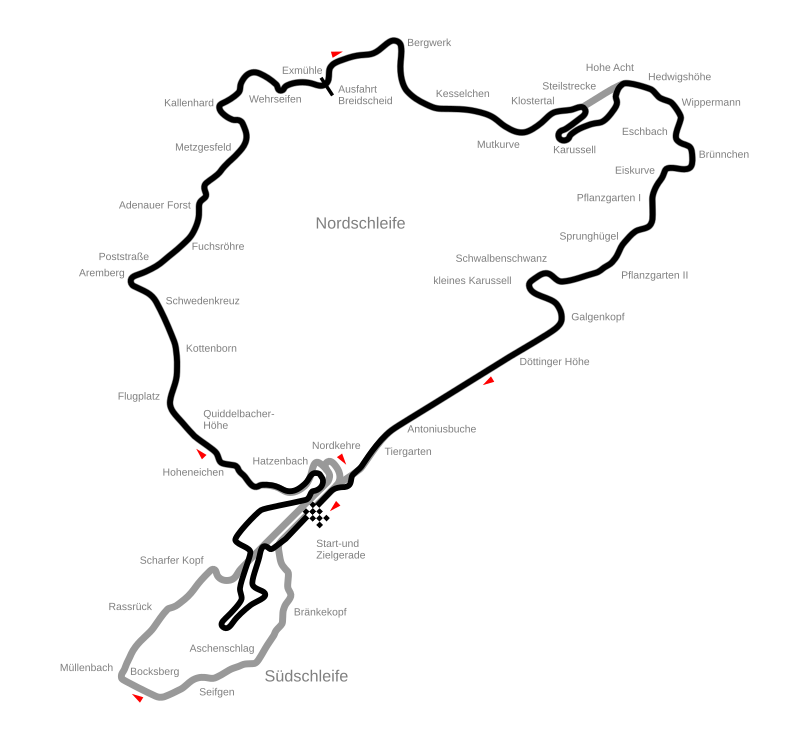 Bergwerk
Exmühle
Hohe Acht
Hedwigshöhe
Steilstrecke
Ausfahrt
Breidscheid
Kesselchen
Klostertal
Wippermann
Kallenhard
Wehrseifen
Eschbach
Mutkurve
Karussell
Metzgesfeld
Brünnchen
Eiskurve
Pflanzgarten I
Adenauer Forst
Nordschleife
Sprunghügel
Fuchsröhre
Poststraße
Schwalbenschwanz
Aremberg
Pflanzgarten II
kleines Karussell
Schwedenkreuz
Galgenkopf
Kottenborn
Döttinger Höhe
Flugplatz
Quiddelbacher-
Höhe
Antoniusbuche
Nordkehre
Tiergarten
Hatzenbach
Hoheneichen
Start-und
Zielgerade
Scharfer Kopf
Rassrück
Bränkekopf
Aschenschlag
Müllenbach
Bocksberg
Südschleife
Seifgen